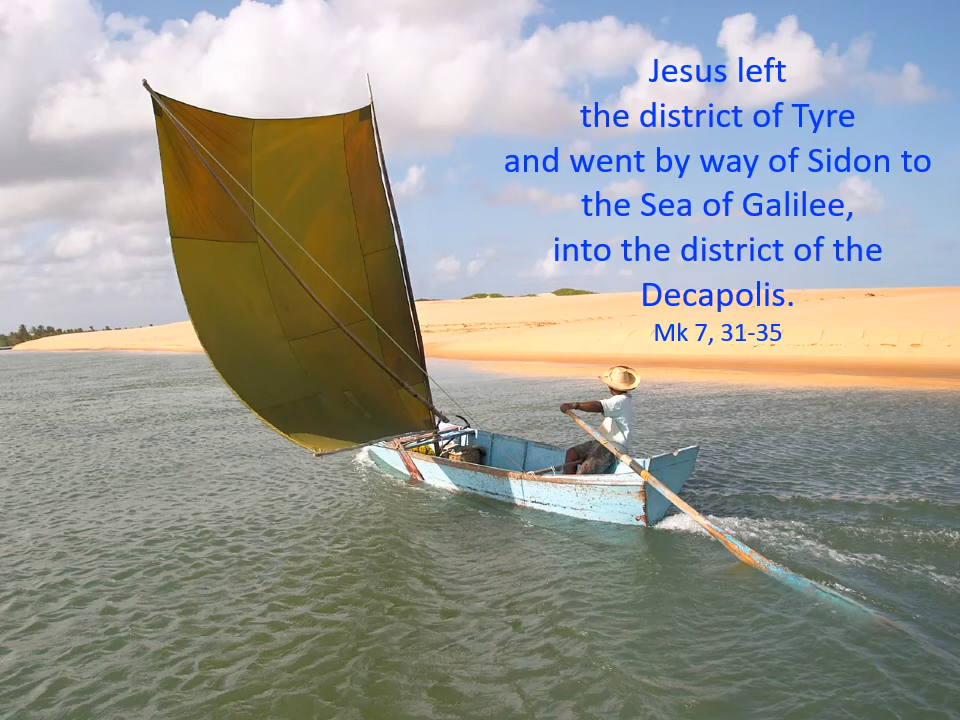 Jesus left
the district of Tyre
and went by way of Sidon to
the Sea of Galilee,
into the district of the
Decapolis.
Mk 7, 31-35